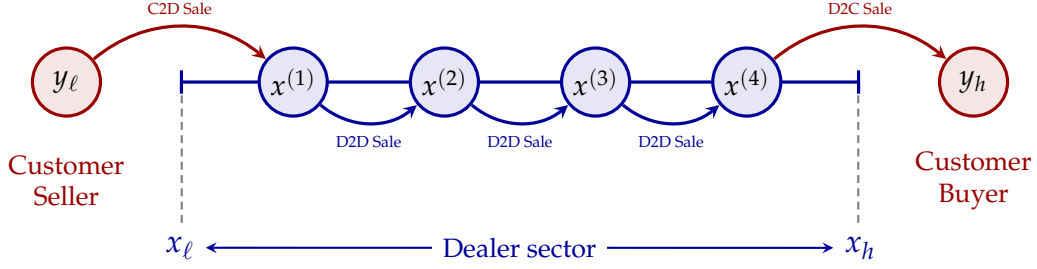 C2D Sale
D2C Sale
y_ℓ
x^{(1)}
x^{(2)}
x^{(3)}
x^{(4)}
y_h
D2D Sale
D2D Sale
D2D Sale
Customer
Seller
Customer
Buyer
x_ℓ
Dealer sector
x_h